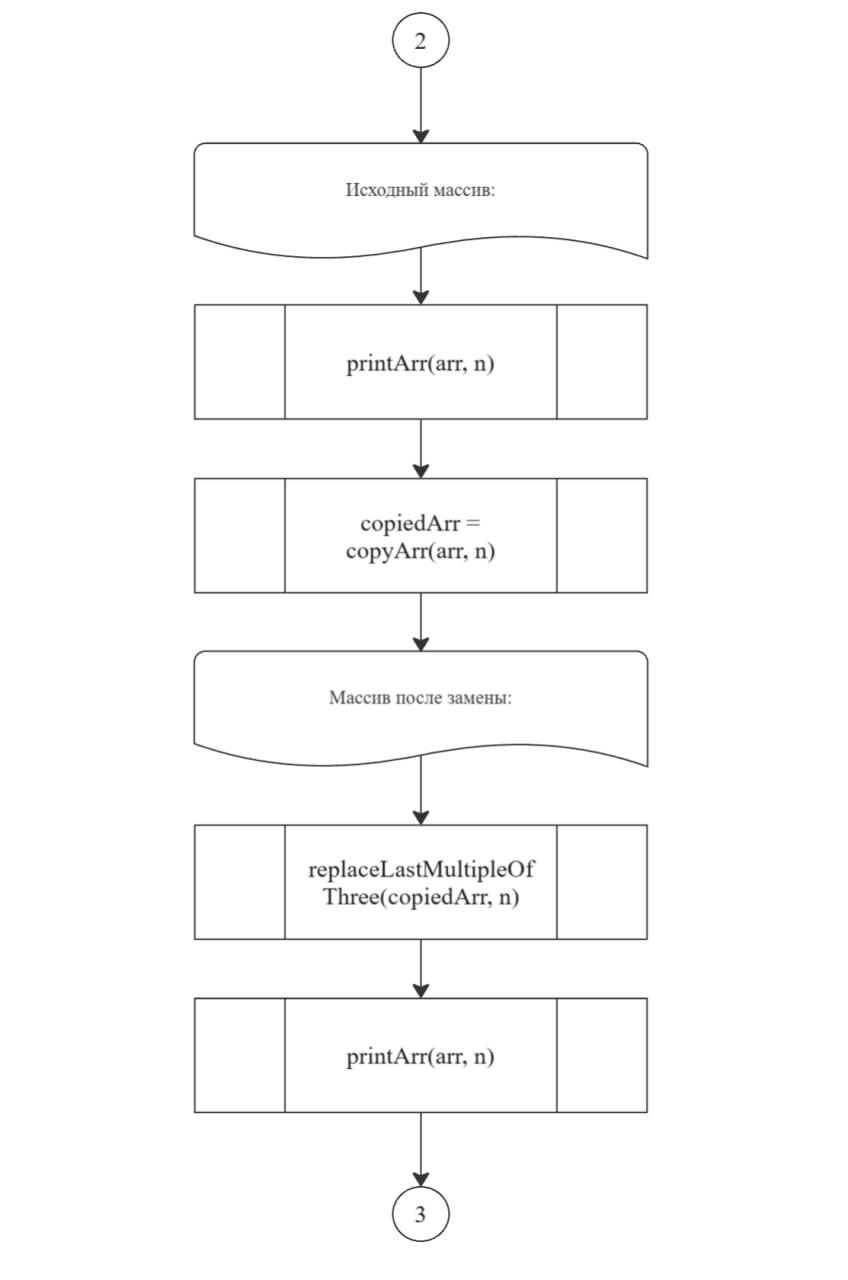 2
Исходный массив:
printArr(arr, n)
copiedArr =
copyArr(arr, n)
Массив после замены:
replaceLastMultipleOf
Three(copiedArr, n)
printArr(arr, n)
3